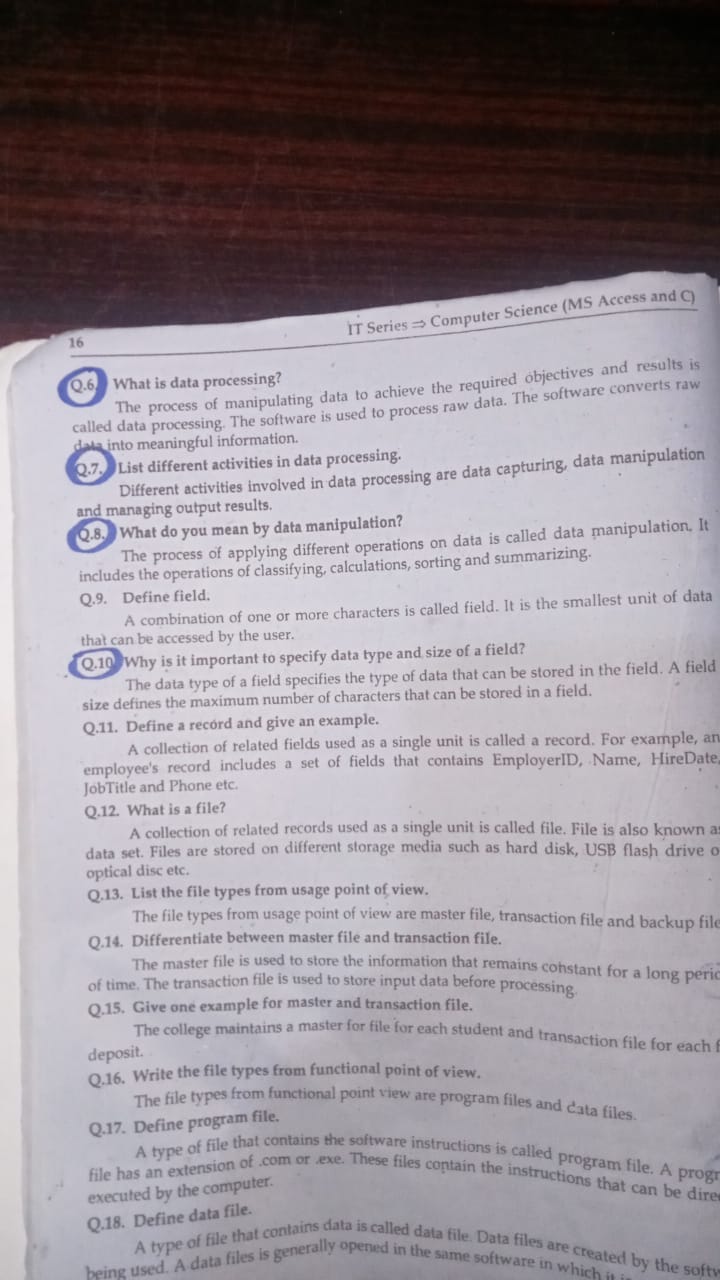 16
IT Series ⇒ Computer Science (MS Access and C)
Q.6. What is data processing?
The process of manipulating data to achieve the required objectives and results is
called data processing. The software is used to process raw data. The software converts raw
data into meaningful information.
Q.7. List different activities in data processing.
Different activities involved in data processing are data capturing, data manipulation
and managing output results.
Q.8. What do you mean by data manipulation?
The process of applying different operations on data is called data manipulation. It
includes the operations of classifying, calculations, sorting and summarizing.
Q.9. Define field.
A combination of one or more characters is called field. It is the smallest unit of data
that can be accessed by the user.
Q.10 Why is it important to specify data type and size of a field?
The data type of a field specifies the type of data that can be stored in the field. A field
size defines the maximum number of characters that can be stored in a field.
Q.11. Define a record and give an example.
A collection of related fields used as a single unit is called a record. For example, an
employee's record includes a set of fields that contains EmployerID, Name, HireDate,
JobTitle and Phone etc.
Q.12. What is a file?
A collection of related records used as a single unit is called file. File is also known
data set. Files are stored on different storage media such as hard disk, USB flash drive
optical disc etc.
Q.13. List the file types from usage point of view.
The file types from usage point of view are master file, transaction file and backup
Q.14. Differentiate between master file and transaction file.
The master file is used to store the information that remains constant for a long
of time. The transaction file is used to store input data before processing.
Q.15. Give one example for master and transaction file.
The college maintains a master for file for each student and transaction file for each
deposit.
Q.16. Write the file types from functional point of view.
The file types from functional point view are program files and data files.
Q.17. Define program file.
A type of file that contains the software instructions is called program file. A
file has an extension of .com or .exe. These files contain the instructions that can be
executed by the computer.
Q.18. Define data file.
A type of file that contains data is called data file. Data files are created by the
being used. A data files is generally opened in the same software in which